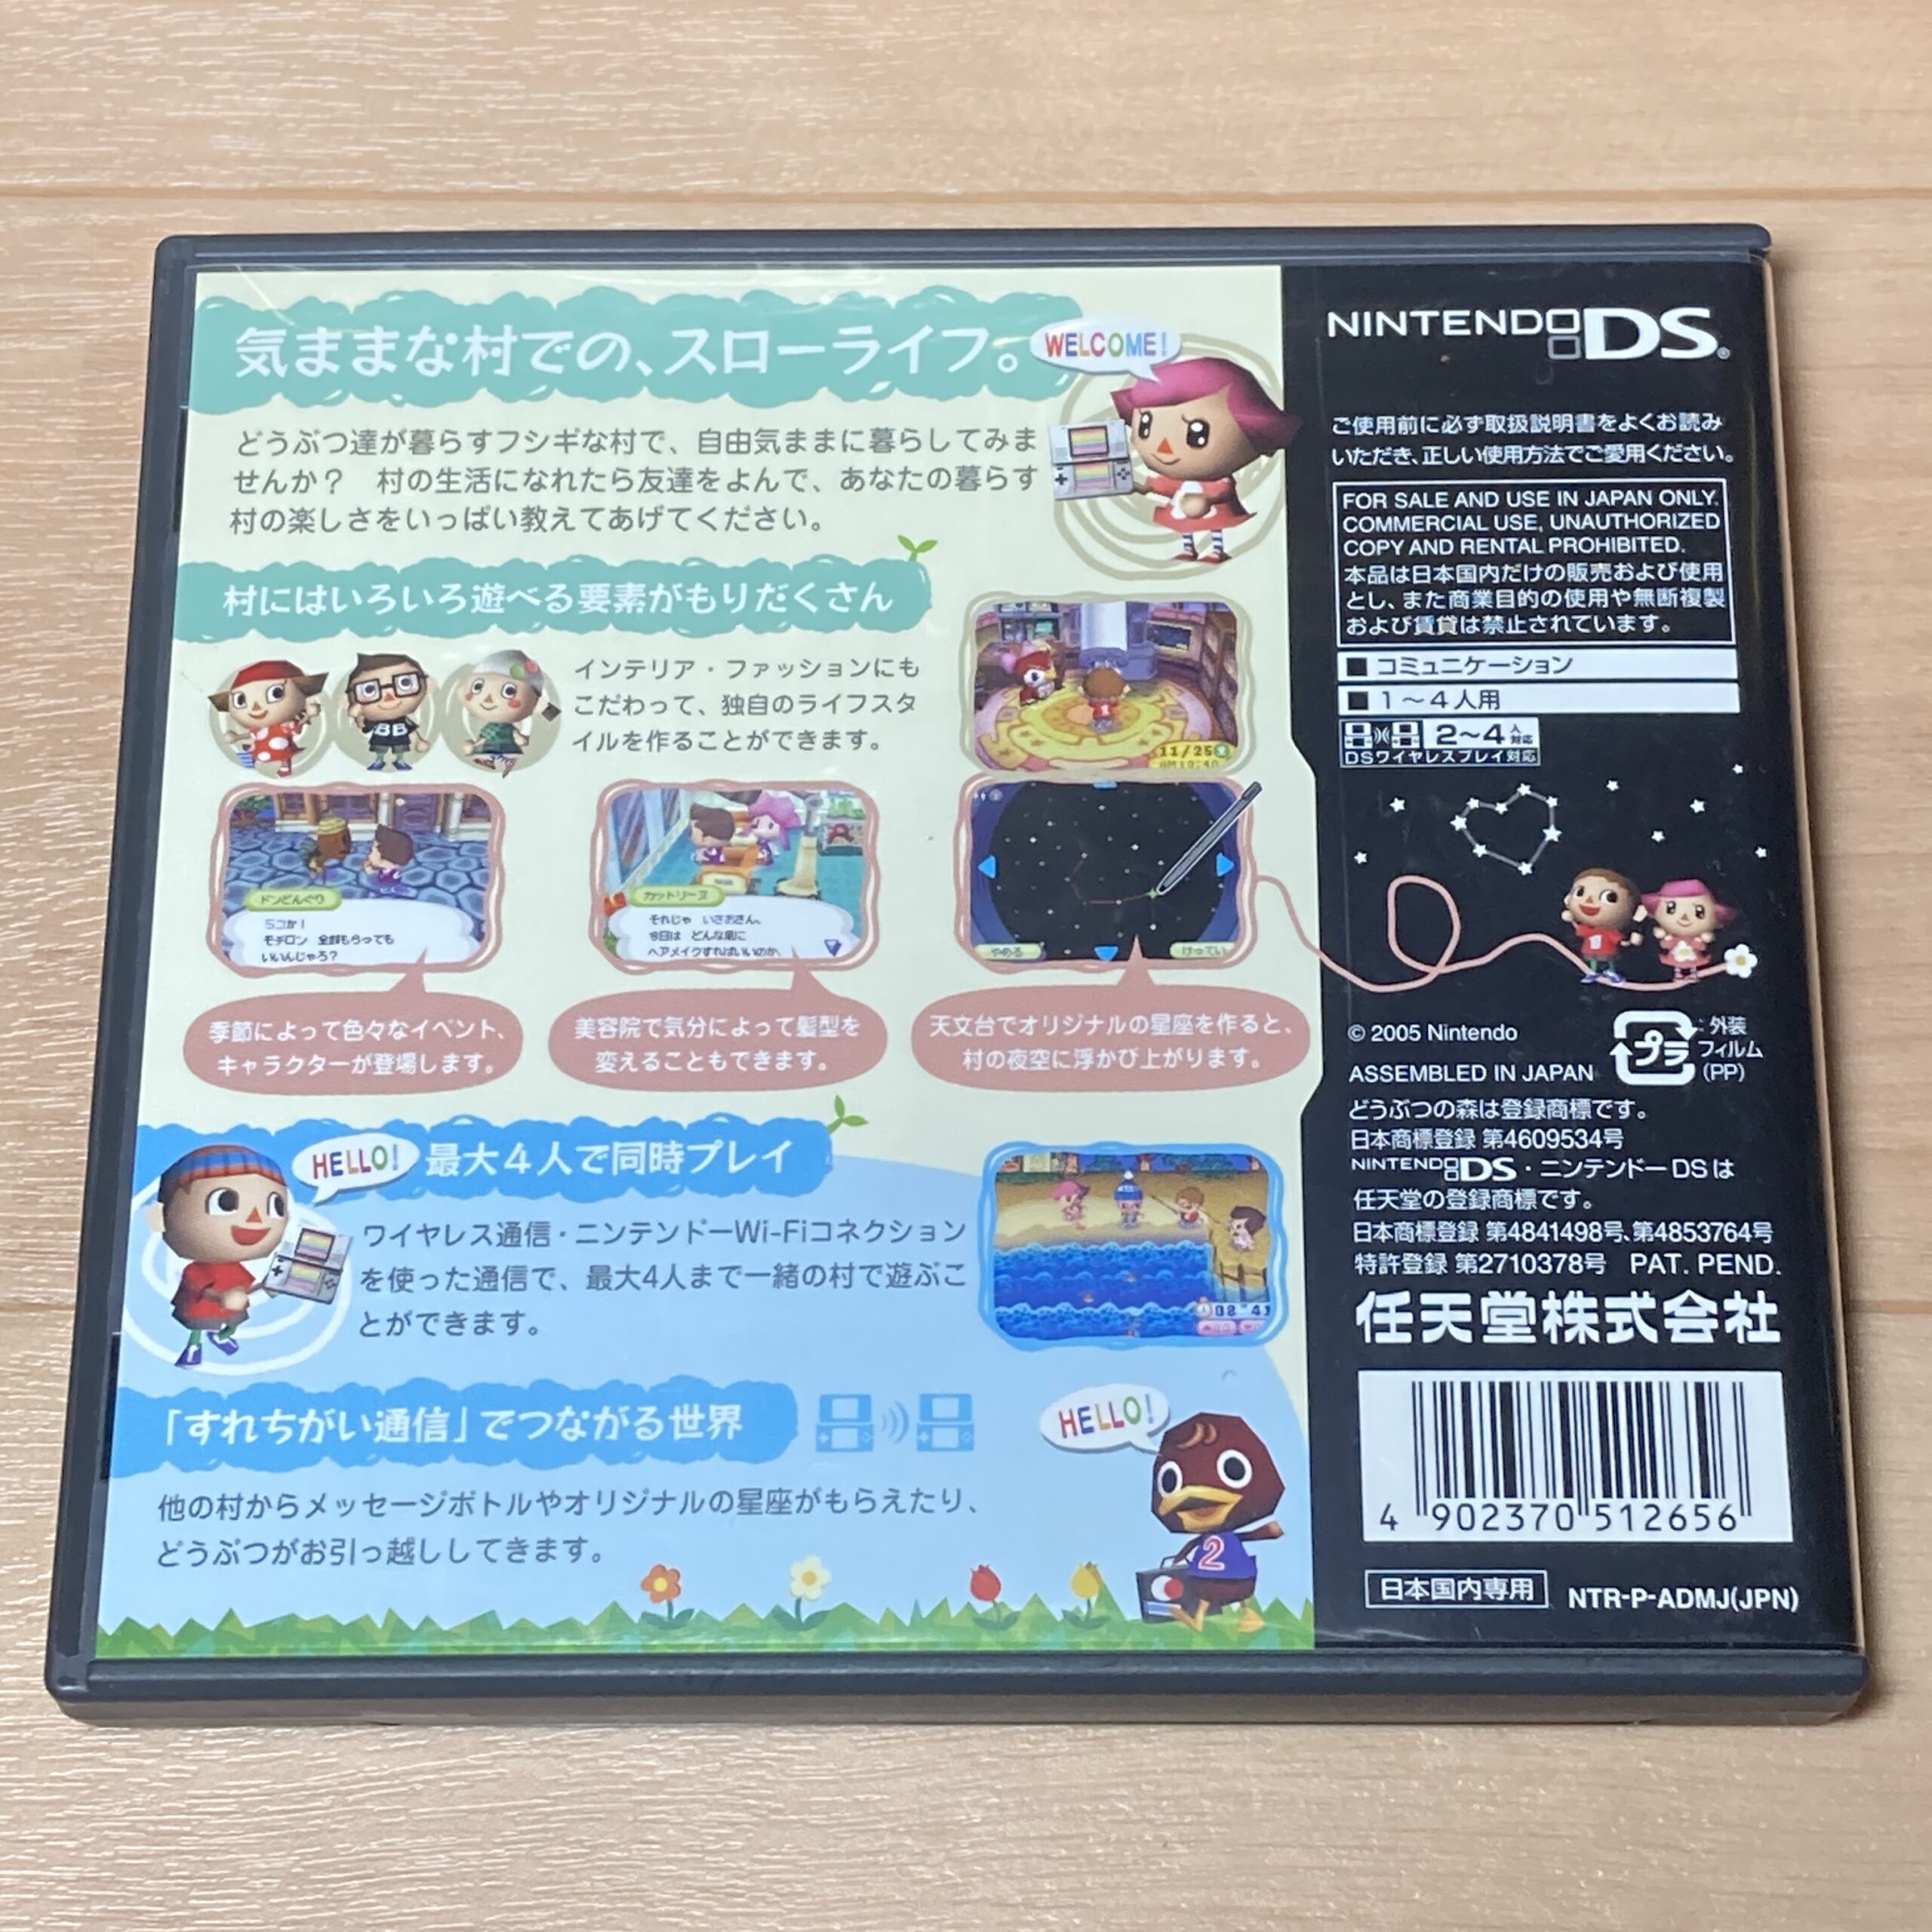 気ままな村での、スローライフ。
WELCOME!
どうぶつ達が暮らすフシギな村で、自由気ままに暮らしてみま
せんか？ 村の生活になれたら友達をよんで、あなたの暮らす
村の楽しさをいっぱい教えてあげてください。
村にはいろいろ遊べる要素がもりだくさん
インテリア・ファッションにも
こだわって、独自のライフスタ
イルを作ることができます。
BB
1
11/25
ドンどんぐり
5コか！
モチロン 全部もらっても
いいんじゃろ？
カットリーヌ
それじゃ いさおさん、
今日は どんな風に
ヘアメイクすればいいのか、
やめる
けってい
季節によって色々なイベント、
キャラクターが登場します。
美容院で気分によって髪型を
変えることもできます。
天文台でオリジナルの星座を作ると、
村の夜空に浮かび上がります。
HELLO!
最大4人で同時プレイ
ワイヤレス通信・ニンテンドーWi-Fiコネクション
を使った通信で、最大4人まで一緒の村で遊ぶこ
とができます。
08"41
「すれちがい通信」でつながる世界
HELLO!
他の村からメッセージボトルやオリジナルの星座がもらえたり、
どうぶつがお引っ越ししてきます。
2
NINTENDO DS®
ご使用前に必ず取扱説明書をよくお読み
いただき、正しい使用方法でご愛用ください。
FOR SALE AND USE IN JAPAN ONLY.
COMMERCIAL USE, UNAUTHORIZED
COPY AND RENTAL PROHIBITED.
本品は日本国内だけの販売および使用
とし、また商業目的の使用や無断複製
および賃貸は禁止されています。
■ コミュニケーション
■ 1〜4人用
2〜4人対応
DSワイヤレスプレイ対応
1
© 2005 Nintendo
ASSEMBLED IN JAPAN
プラ
:外装
フィルム
(PP)
どうぶつの森は登録商標です。
日本商標登録 第4609534号
NINTENDO DS・ニンテンドーDSは
任天堂の登録商標です。
日本商標登録 第4841498号、第4853764号
特許登録 第2710378号 PAT. PEND.
任天堂株式会社
4 902370 512656
日本国内専用
NTR-P-ADMJ(JPN)